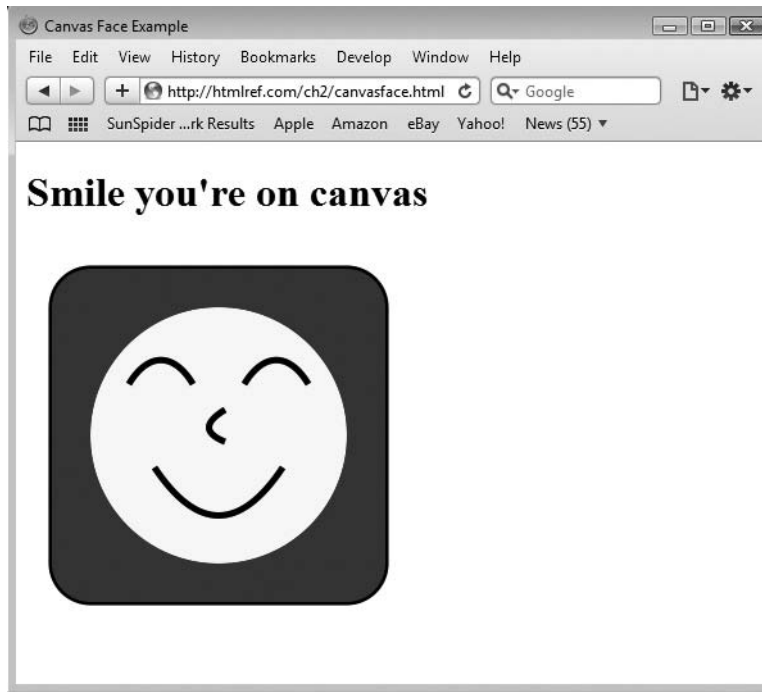 Canvas Face Example
File Edit View History Bookmarks Develop Window Help
http://htmlref.com/ch2/canvasface.html Google
SunSpider ...rk Results Apple Amazon eBay Yahoo! News (55)
Smile you're on canvas